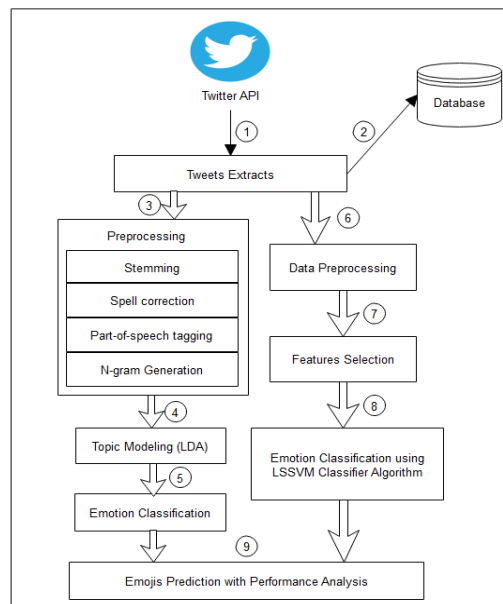 Twitter API
Database
1
2
Tweets Extracts
3
6
Preprocessing
Stemming
Spell correction
Part-of-speech tagging
N-gram Generation
Data Preprocessing
7
Features Selection
4
8
Topic Modeling (LDA)
Emotion Classification using
LSSVM Classifier Algorithm
5
Emotion Classification
9
Emojis Prediction with Performance Analysis